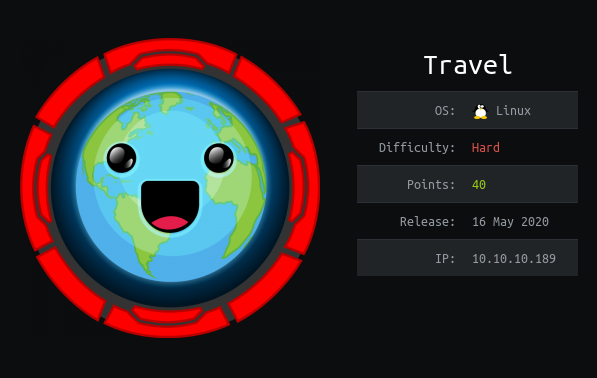 Travel
OS: Linux
Difficulty: Hard
Points: 40
Release: 16 May 2020
IP: 10.10.10.189